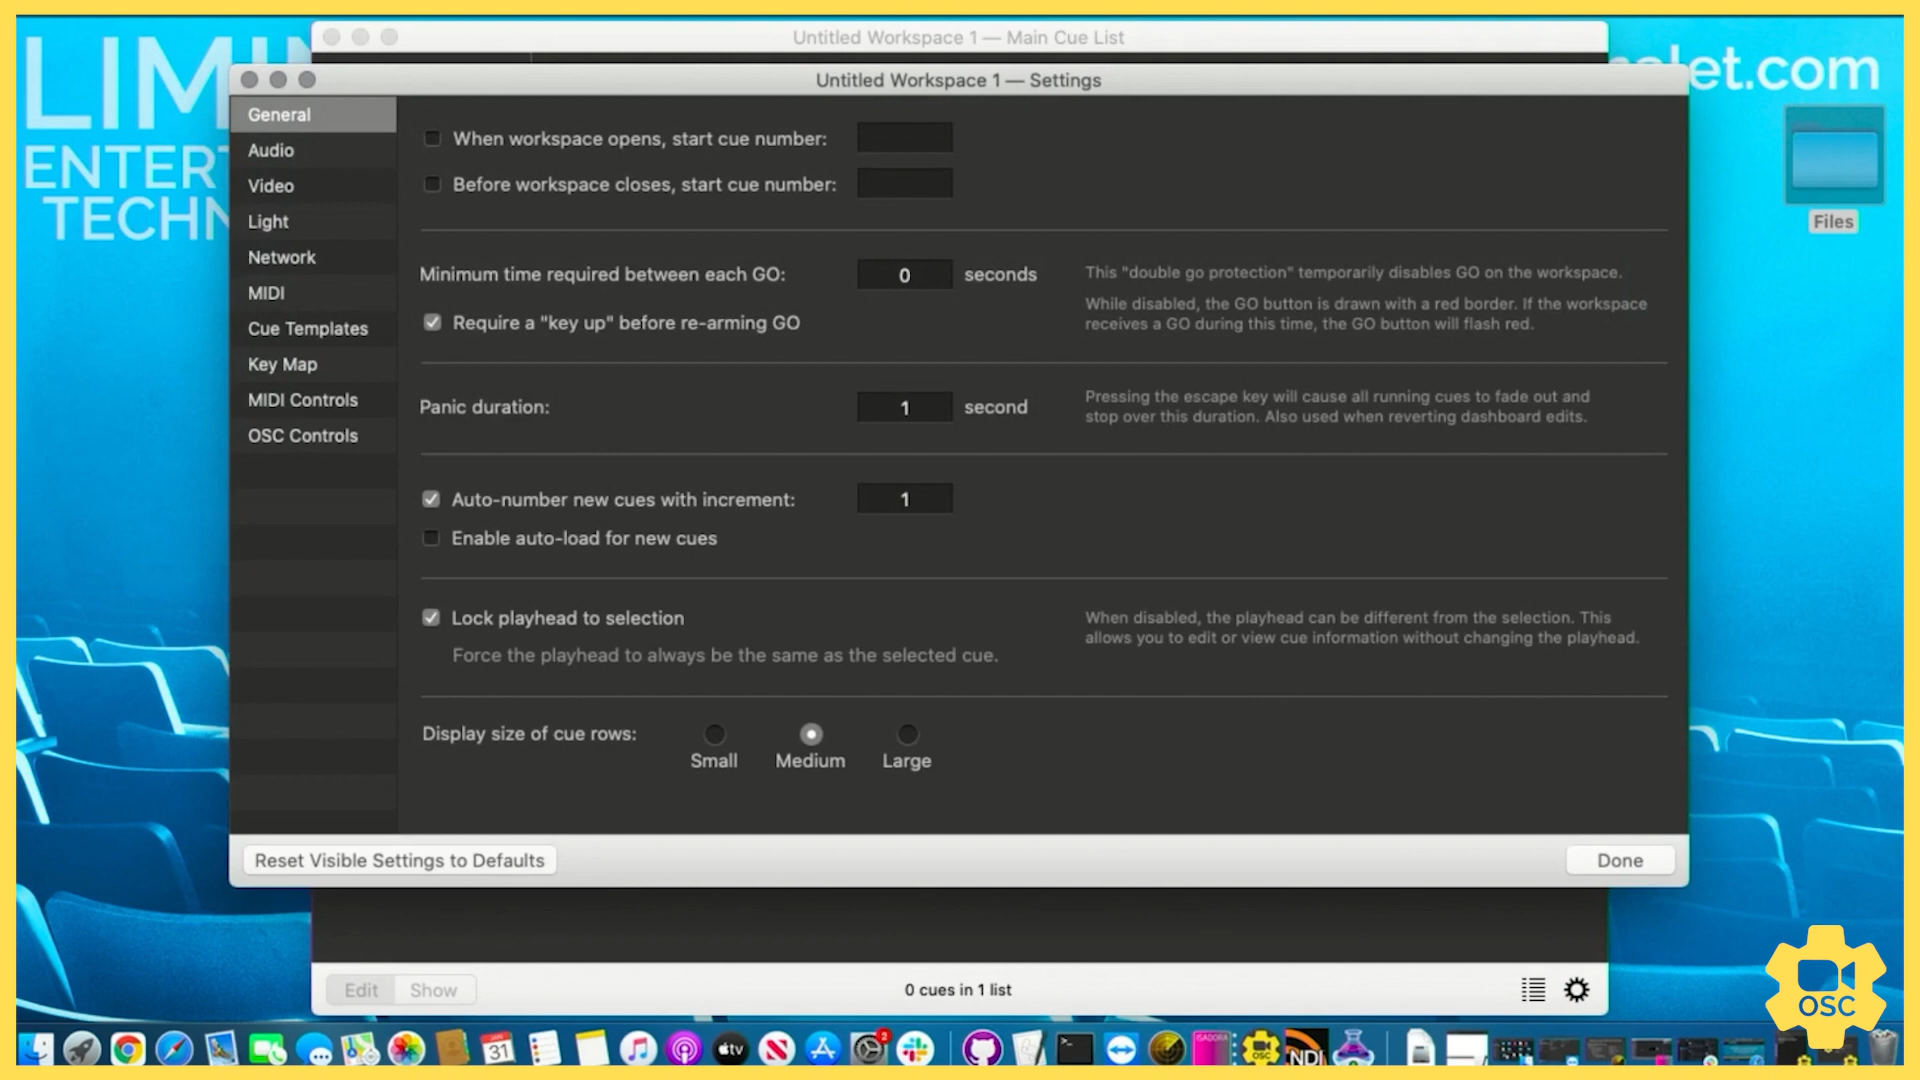 LIMIN
ENTERT
TECHN
nalet.com
Files
Untitled Workspace 1 — Main Cue List
Untitled Workspace 1 — Settings
General
Audio
Video
Light
Network
MIDI
Cue Templates
Key Map
MIDI Controls
OSC Controls
When workspace opens, start cue number:
Before workspace closes, start cue number:
Minimum time required between each GO: 0 seconds
Require a "key up" before re-arming GO
This "double go protection" temporarily disables GO on the workspace.
While disabled, the GO button is drawn with a red border. If the workspace
receives a GO during this time, the GO button will flash red.
Panic duration: 1 second
Pressing the escape key will cause all running cues to fade out and
stop over this duration. Also used when reverting dashboard edits.
Auto-number new cues with increment: 1
Enable auto-load for new cues
Lock playhead to selection
Force the playhead to always be the same as the selected cue.
When disabled, the playhead can be different from the selection. This
allows you to edit or view cue information without changing the playhead.
Display size of cue rows:
Small Medium Large
Reset Visible Settings to Defaults
Done
Edit Show
0 cues in 1 list
OSC
31
tv
ISADORA
OSC
NDI